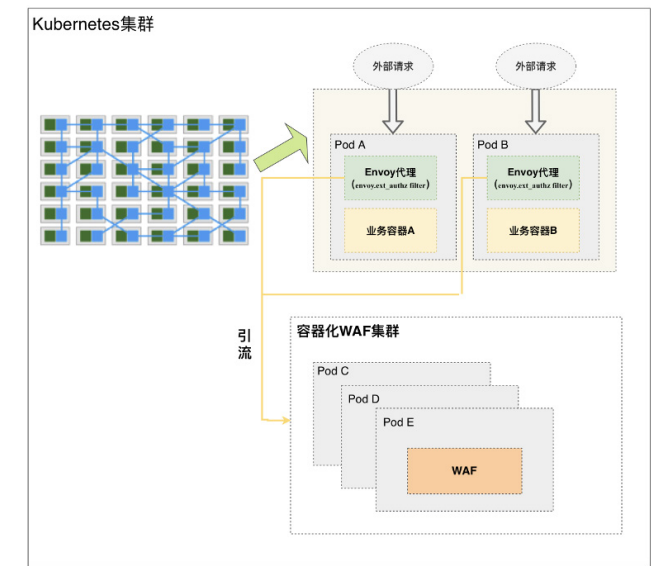 Kubernetes集群
外部请求
外部请求
Pod A
Envoy代理
(envoy.ext_authz filter)
业务容器A
Pod B
Envoy代理
(envoy.ext_authz filter)
业务容器B
引
流
容器化WAF集群
Pod C
Pod D
Pod E
WAF